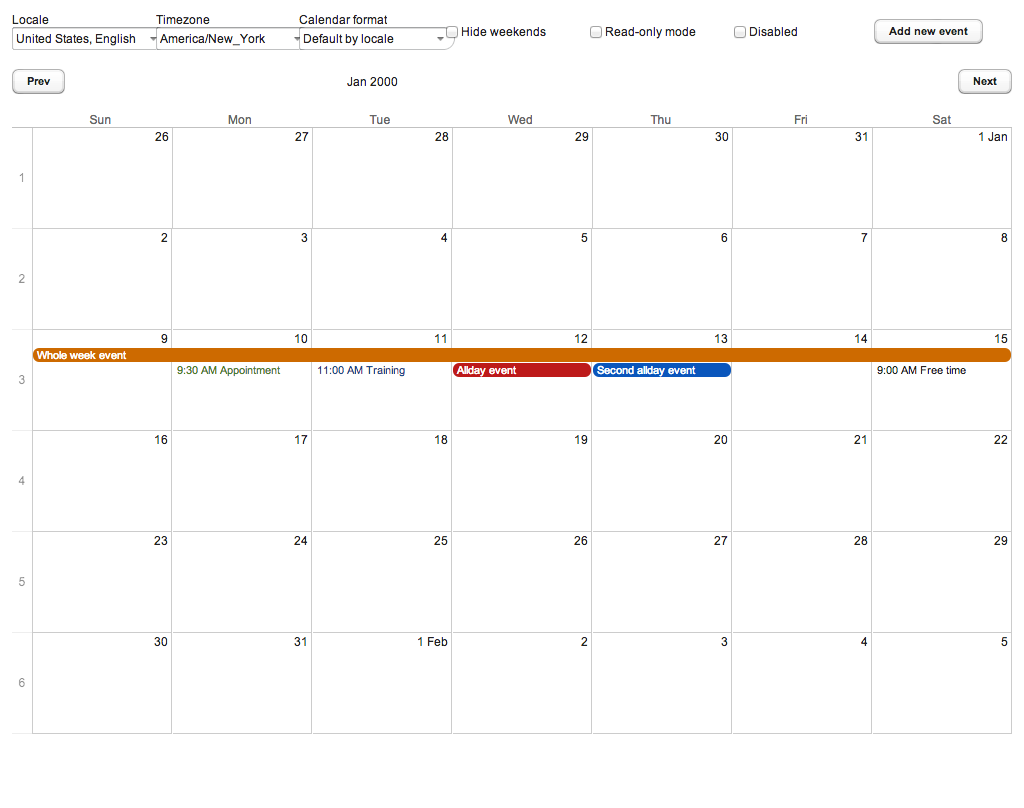 Locale Timezone Calendar format
United States, English America/New_York Default by locale Hide weekends Read-only mode Disabled Add new event
Prev Jan 2000 Next
Sun Mon Tue Wed Thu Fri Sat
26 27 28 29 30 31 1 Jan
1
2 3 4 5 6 7 8
2
9 10 11 12 13 14 15
Whole week event
9:30 AM Appointment 11:00 AM Training Allday event Second allday event 9:00 AM Free time
3
16 17 18 19 20 21 22
4
23 24 25 26 27 28 29
5
30 31 1 Feb 2 3 4 5
6